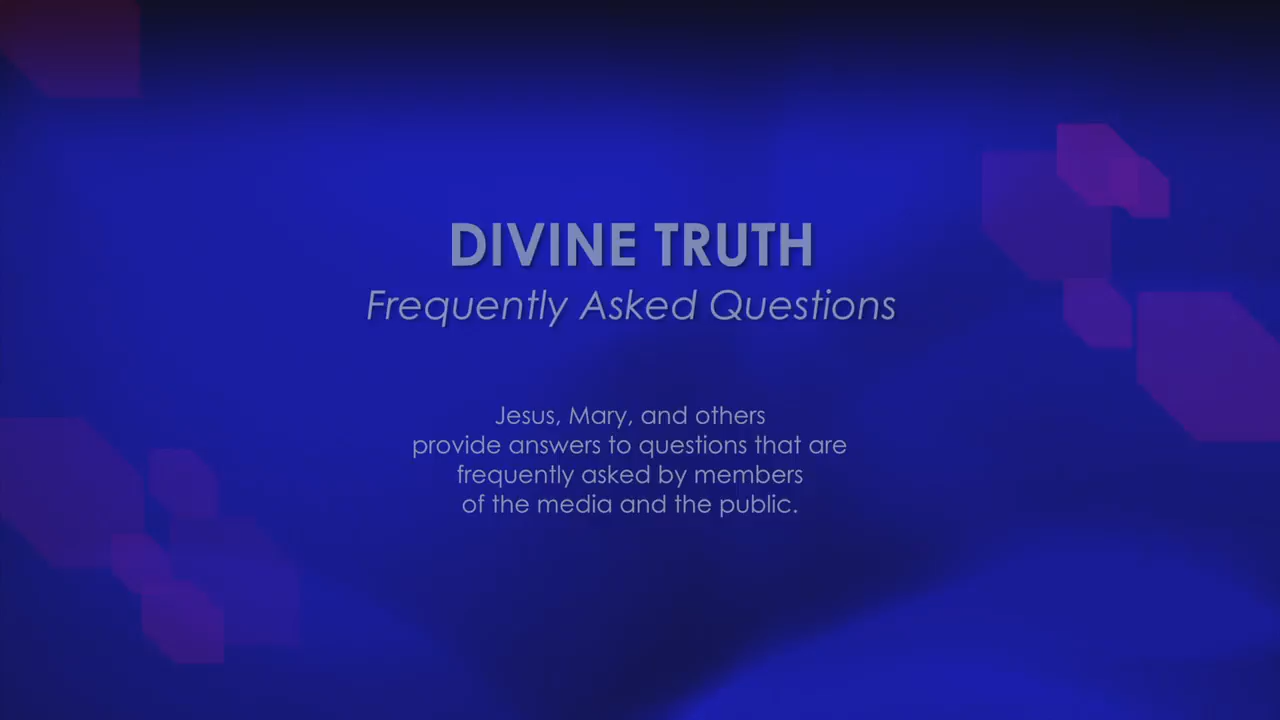 DIVINE TRUTH
Frequently Asked Questions
Jesus, Mary, and others
provide answers to questions that are
frequently asked by members
of the media and the public.